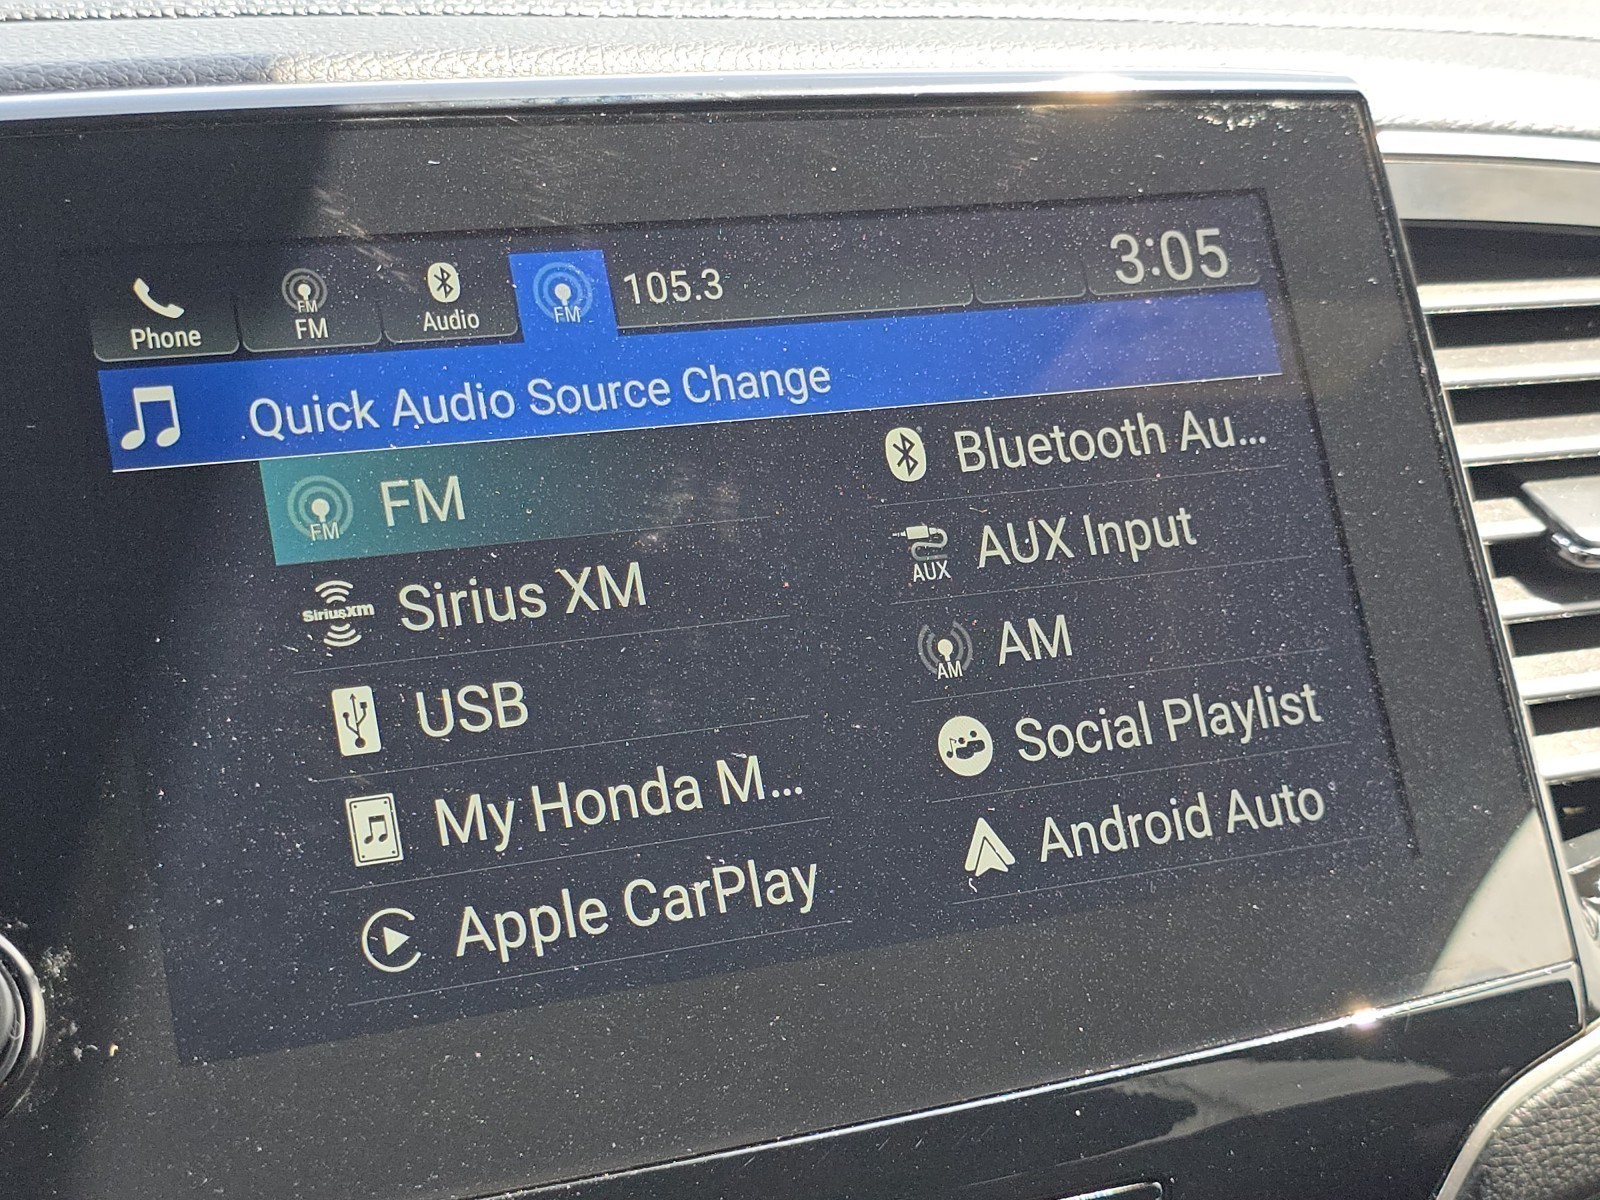 Phone
FM
FM
Audio
FM
105.3
3:05
Quick Audio Source Change
FM
FM
SiriusXm
Sirius XM
USB
My Honda M...
Apple CarPlay
Bluetooth Au...
AUX
AUX Input
AM
AM
Social Playlist
Android Auto